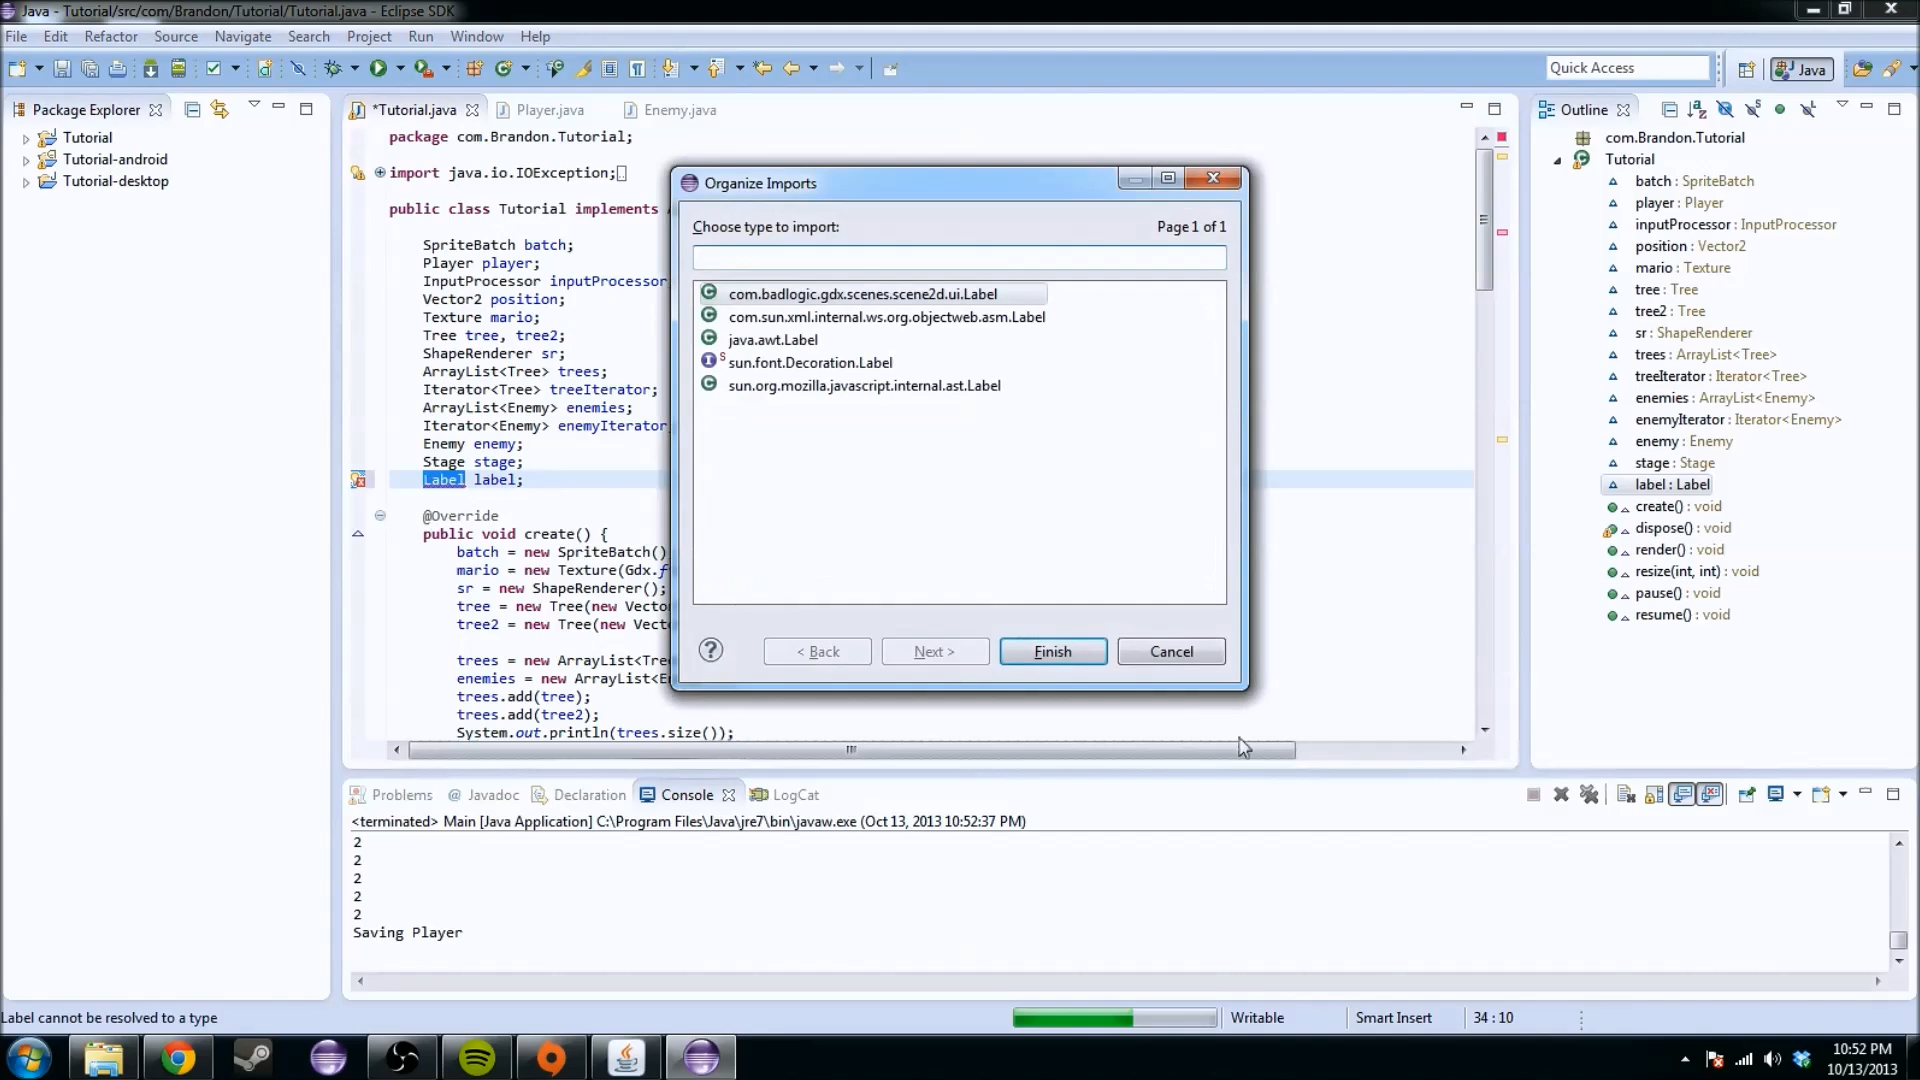 Java - Tutorial/src/com/Brandon/Tutorial/Tutorial.java - Eclipse SDK
File Edit Refactor Source Navigate Search Project Run Window Help
Quick Access
Java
Package Explorer
Tutorial
Tutorial-android
Tutorial-desktop
*Tutorial.java Player.java Enemy.java
package com.Brandon.Tutorial;
import java.io.IOException;
public class Tutorial implements
SpriteBatch batch;
Player player;
InputProcessor inputProcessor
Vector2 position;
Texture mario;
Tree tree, tree2;
ShapeRenderer sr;
ArrayList<Tree> trees;
Iterator<Tree> treeIterator;
ArrayList<Enemy> enemies;
Iterator<Enemy> enemyIterator
Enemy enemy;
Stage stage;
Label label;
@Override
public void create() {
batch = new SpriteBatch()
mario = new Texture(Gdx.f
sr = new ShapeRenderer();
tree = new Tree(new Vecto
tree2 = new Tree(new Vect
trees = new ArrayList<Tre
enemies = new ArrayList<E
trees.add(tree);
trees.add(tree2);
System.out.println(trees.size());
Organize Imports
Choose type to import: Page 1 of 1
com.badlogic.gdx.scenes.scene2d.ui.Label
com.sun.xml.internal.ws.org.objectweb.asm.Label
java.awt.Label
S sun.font.Decoration.Label
sun.org.mozilla.javascript.internal.ast.Label
< Back Next > Finish Cancel
Outline
com.Brandon.Tutorial
Tutorial
batch : SpriteBatch
player : Player
inputProcessor : InputProcessor
position : Vector2
mario : Texture
tree : Tree
tree2 : Tree
sr : ShapeRenderer
trees : ArrayList<Tree>
treeIterator : Iterator<Tree>
enemies : ArrayList<Enemy>
enemyIterator : Iterator<Enemy>
enemy : Enemy
stage : Stage
label : Label
create() : void
dispose() : void
render() : void
resize(int, int) : void
pause() : void
resume() : void
Problems @ Javadoc Declaration Console LogCat
<terminated> Main [Java Application] C:\Program Files\Java\jre7\bin\javaw.exe (Oct 13, 2013 10:52:37 PM)
2
2
2
2
2
Saving Player
Label cannot be resolved to a type
Writable Smart Insert 34 : 10
10:52 PM
10/13/2013